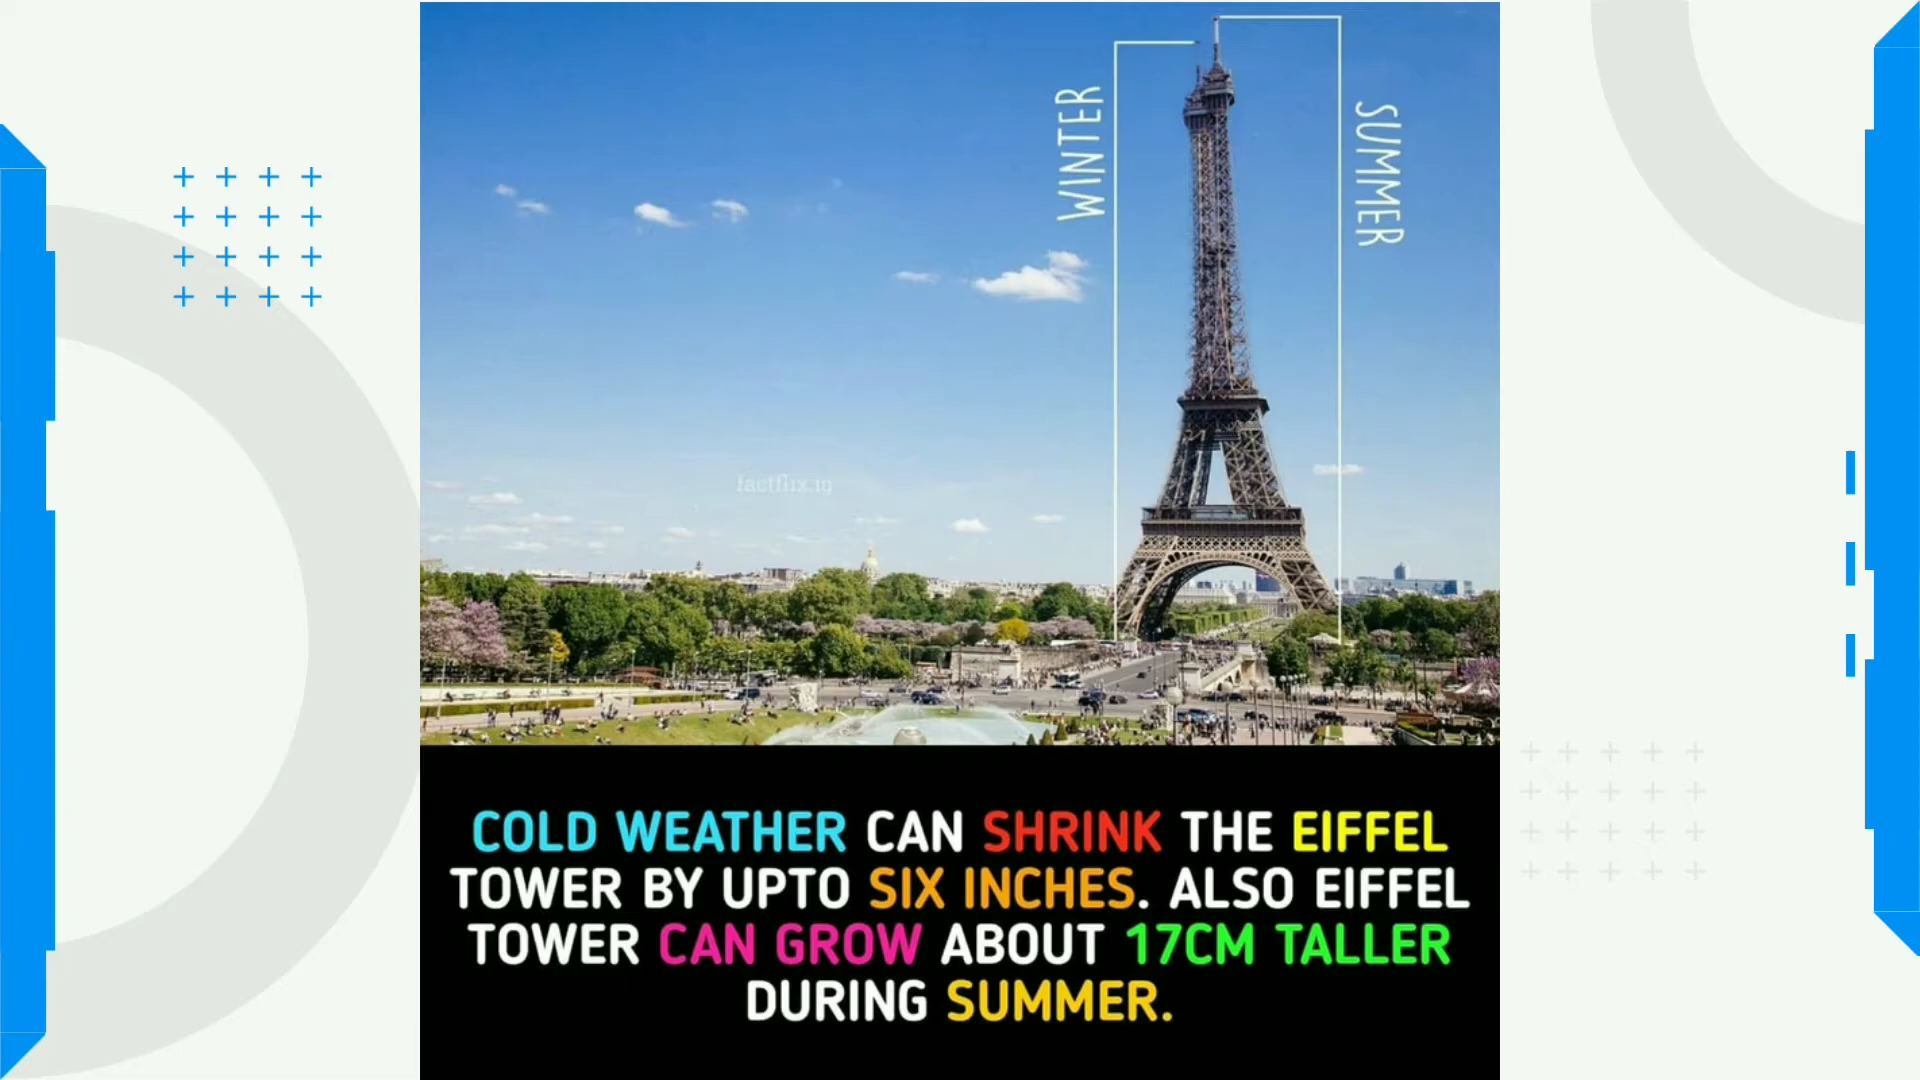 WINTER
SUMMER
factflix.iq
COLD WEATHER CAN SHRINK THE EIFFEL
TOWER BY UPTO SIX INCHES. ALSO EIFFEL
TOWER CAN GROW ABOUT 17CM TALLER
DURING SUMMER.